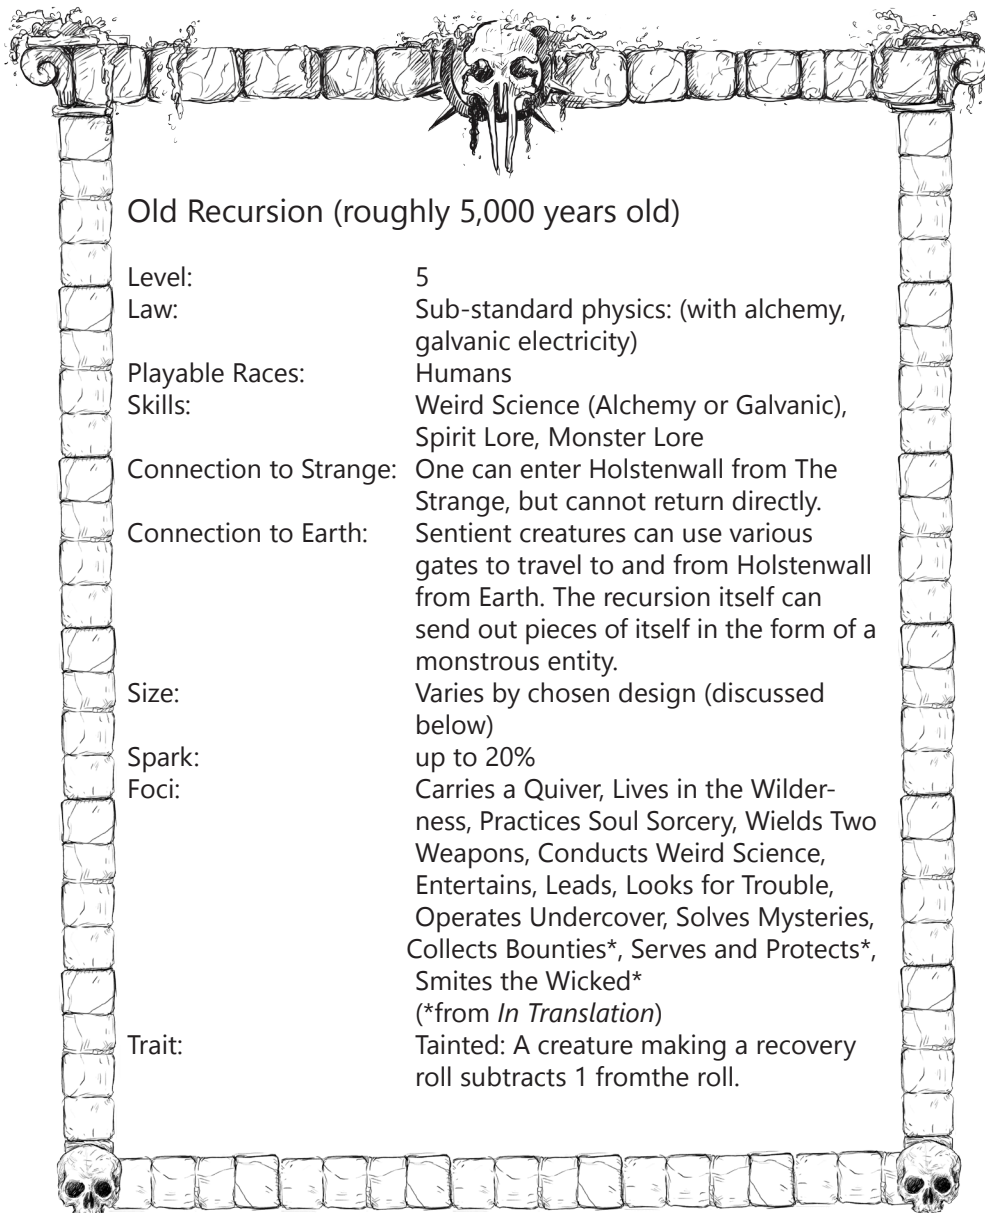 Old Recursion (roughly 5,000 years old)
Level: 5
Law: Sub-standard physics: (with alchemy,
galvanic electricity)
Playable Races: Humans
Skills: Weird Science (Alchemy or Galvanic),
Spirit Lore, Monster Lore
Connection to Strange: One can enter Holstenwall from The
Strange, but cannot return directly.
Connection to Earth: Sentient creatures can use various
gates to travel to and from Holstenwall
from Earth. The recursion itself can
send out pieces of itself in the form of a
monstrous entity.
Size: Varies by chosen design (discussed
below)
Spark: up to 20%
Foci: Carries a Quiver, Lives in the Wilder-
ness, Practices Soul Sorcery, Wields Two
Weapons, Conducts Weird Science,
Entertains, Leads, Looks for Trouble,
Operates Undercover, Solves Mysteries,
Collects Bounties*, Serves and Protects*,
Smites the Wicked*
(*from In Translation)
Trait: Tainted: A creature making a recovery
roll subtracts 1 fromthe roll.